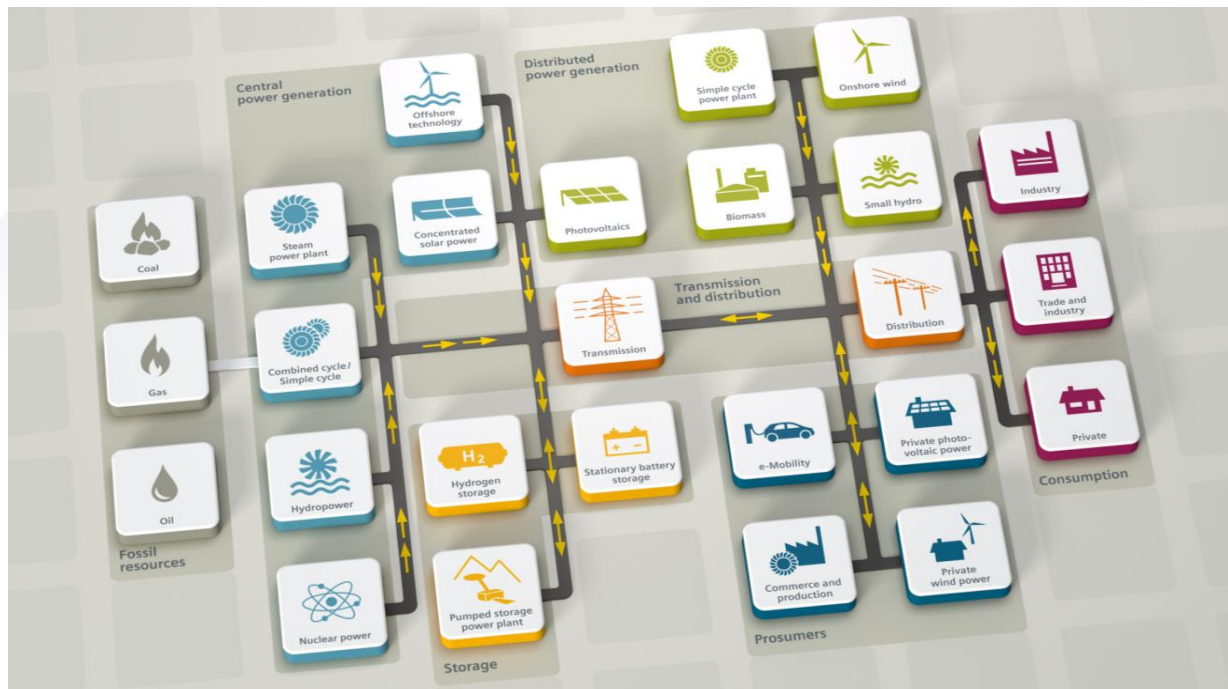 Central
power generation
Offshore
technology
Distributed
power generation
Simple cycle
power plant
Onshore wind
Coal
Steam
power plant
Concentrated
solar power
Photovoltaics
Biomass
Small hydro
Industry
Gas
Combined cycle/
Simple cycle
Transmission
Transmission
and distribution
Distribution
Trade and
industry
Oil
Hydropower
H2
Hydrogen
storage
Stationary battery
storage
e-Mobility
Private photo-
voltaic power
Private
Consumption
Fossil
resources
Nuclear power
Pumped storage
power plant
Storage
Commerce and
production
Private
wind power
Prosumers